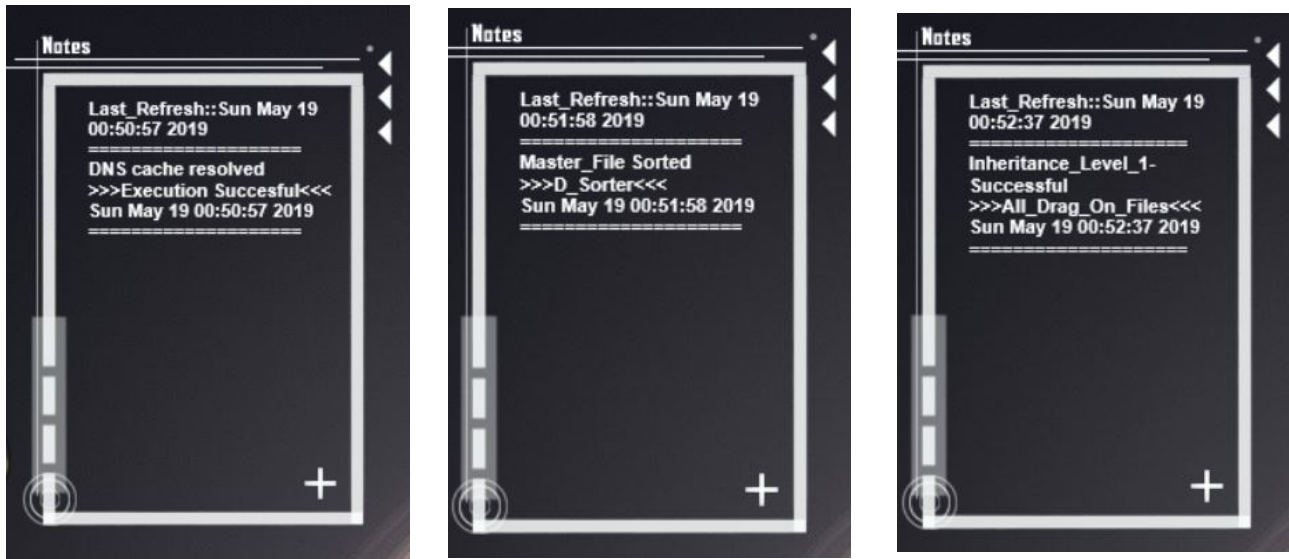 Notes
Last_Refresh::Sun May 19
00:50:57 2019
=====================
DNS cache resolved
>>>Execution Succesful<<<
Sun May 19 00:50:57 2019
=====================
Notes
Last_Refresh::Sun May 19
00:51:58 2019
======================
Master_File Sorted
>>>D_Sorter<<<
Sun May 19 00:51:58 2019
======================
Notes
Last_Refresh::Sun May 19
00:52:37 2019
======================
Inheritance_Level_1-
Successful
>>>All_Drag_On_Files<<<
Sun May 19 00:52:37 2019
======================